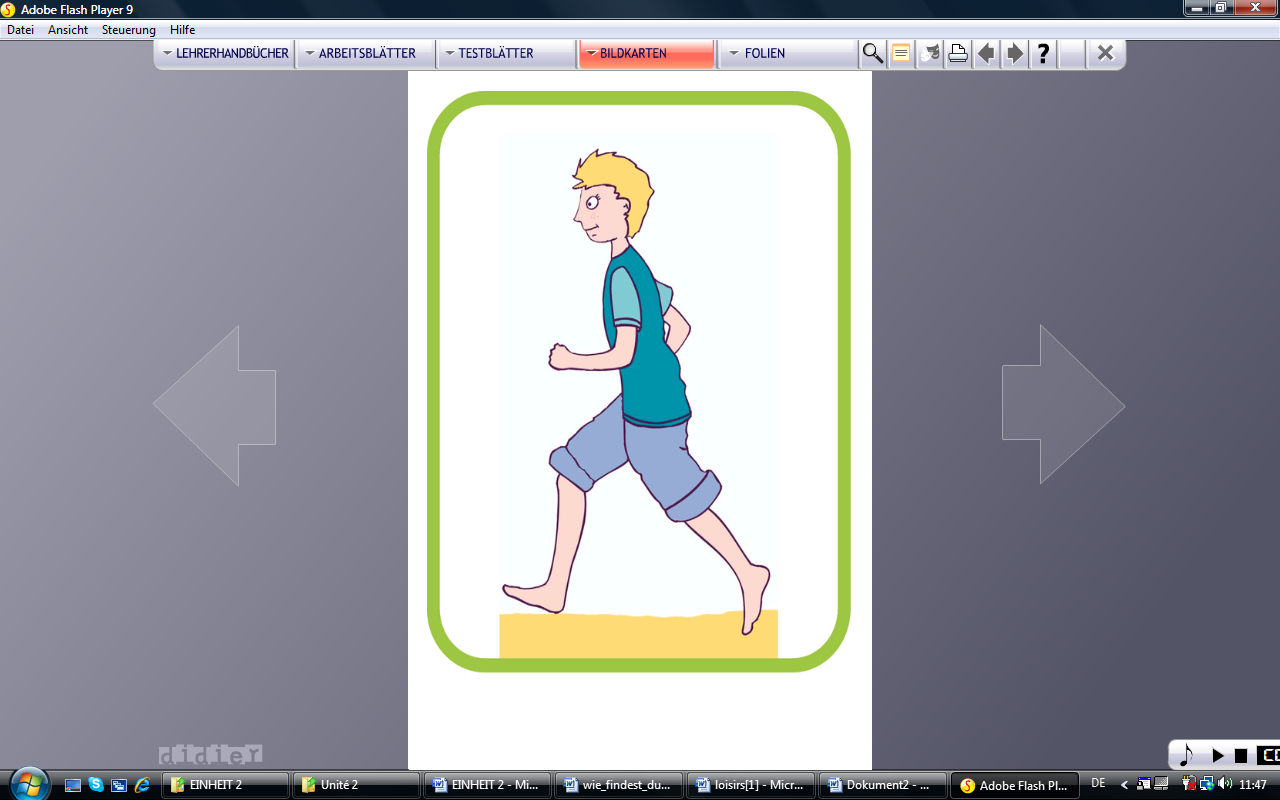 Adobe Flash Player 9
Datei Ansicht Steuerung Hilfe
LEHRERHANDBÜCHER ARBEITSBLÄTTER TESTBLÄTTER BILDKARTEN FOLIEN ?
didier
CD
EINHEIT 2 Unité 2 EINHEIT 2 - Mi... wie_findest_du... loisirs[1] - Micr... Dokument2 - ... Adobe Flash Pl... DE 11:47